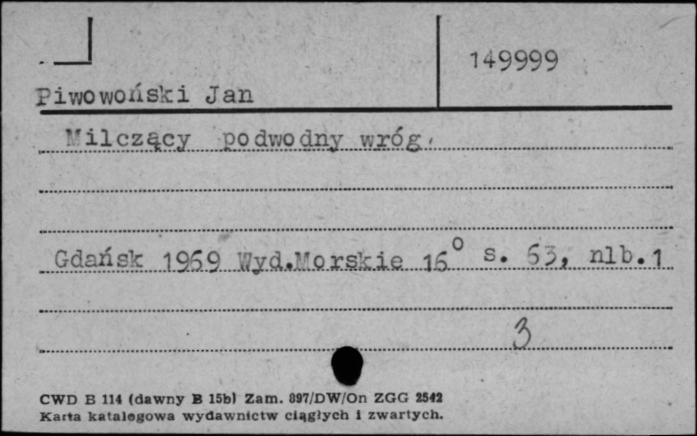 149999
Piwowoński Jan
Milczący podwodny wróg.
Gdańsk 1969 Wyd.Morskie 16° s. 63, nlb.1
3
CWD B 114 (dawny B 15b) Zam. 897/DW/On ZGG 2542
Karta katalogowa wydawnictw ciągłych i zwartych.